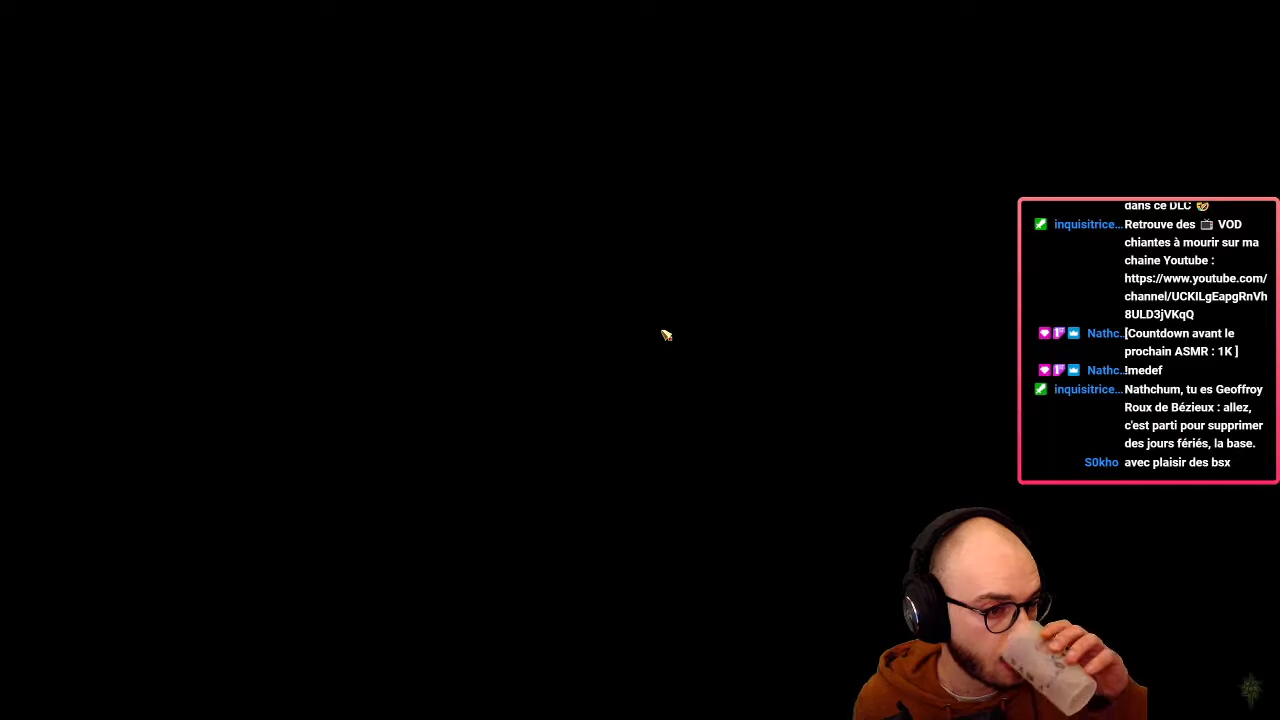 dans ce DLC
inquisitrice... Retrouve des 📺 VOD
chiantes à mourir sur ma
chaine Youtube :
https://www.youtube.com/
channel/UCKILgEapgRnVh
8ULD3jVKqQ
Nathc... [Countdown avant le
prochain ASMR : 1K ]
Nathc... !medef
inquisitrice... Nathchum, tu es Geoffroy
Roux de Bézieux : allez,
c'est parti pour supprimer
des jours fériés, la base.
S0kho avec plaisir des bsx